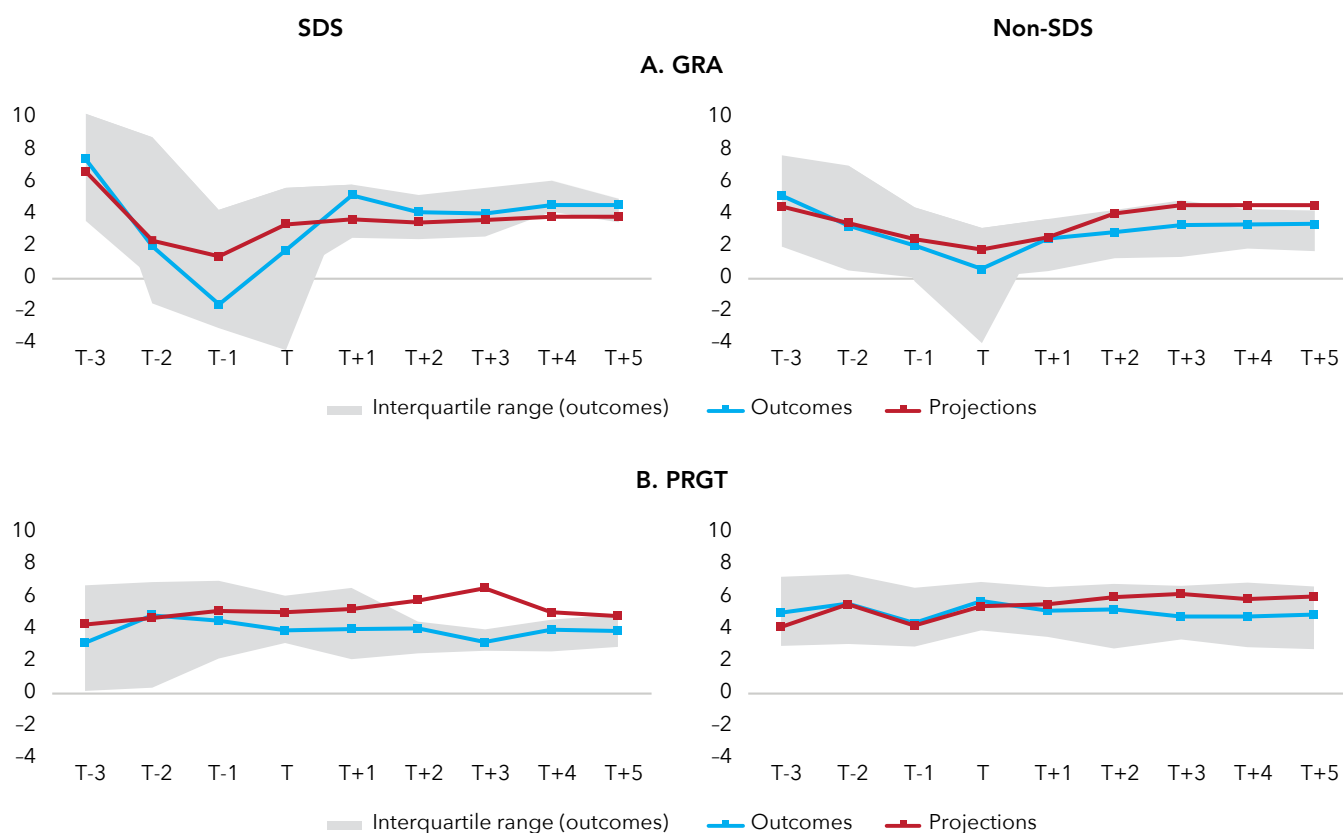 SDS Non-SDS
A. GRA
10 10
8 8
6 6
4 4
2 2
0 0
–2 –2
–4 –4
T-3 T-2 T-1 T T+1 T+2 T+3 T+4 T+5 T-3 T-2 T-1 T T+1 T+2 T+3 T+4 T+5
Interquartile range (outcomes) Outcomes Projections
B. PRGT
10 10
8 8
6 6
4 4
2 2
0 0
–2 –2
–4 –4
T-3 T-2 T-1 T T+1 T+2 T+3 T+4 T+5 T-3 T-2 T-1 T T+1 T+2 T+3 T+4 T+5
Interquartile range (outcomes) Outcomes Projections